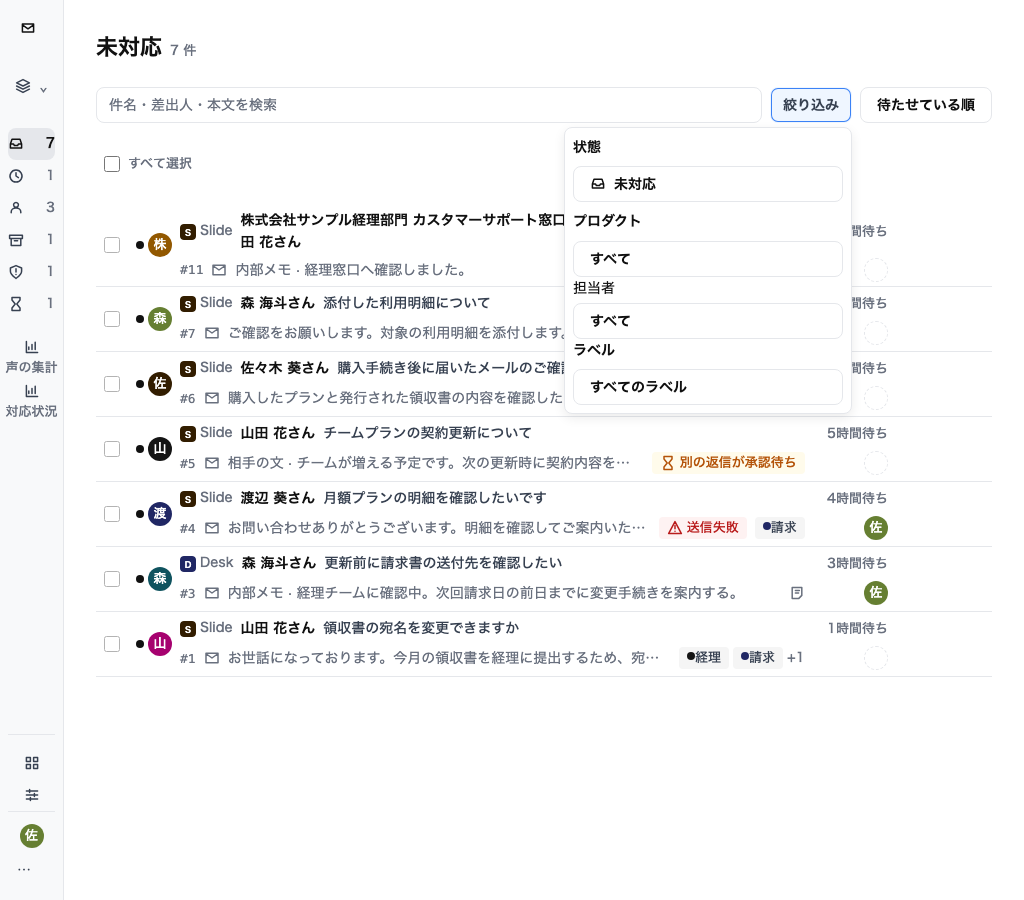 未対応 7 件
件名・差出人・本文を検索
絞り込み
待たせている順
7
1
3
1
1
1
声の集計
対応状況
佐
…
すべて選択
状態
未対応
プロダクト
すべて
担当者
すべて
ラベル
すべてのラベル
株 S Slide 株式会社サンプル経理部門 カスタマーサポート窓口
田 花さん
間待ち
#11 内部メモ · 経理窓口へ確認しました。
森 S Slide 森 海斗さん 添付した利用明細について
間待ち
#7 ご確認をお願いします。対象の利用明細を添付します。
佐 S Slide 佐々木 葵さん 購入手続き後に届いたメールのご確
間待ち
#6 購入したプランと発行された領収書の内容を確認した
山 S Slide 山田 花さん チームプランの契約更新について 5時間待ち
#5 相手の文 · チームが増える予定です。次の更新時に契約内容を… 別の返信が承認待ち
渡 S Slide 渡辺 葵さん 月額プランの明細を確認したいです 4時間待ち
#4 お問い合わせありがとうございます。明細を確認してご案内いた… 送信失敗 請求 佐
森 D Desk 森 海斗さん 更新前に請求書の送付先を確認したい 3時間待ち
#3 内部メモ · 経理チームに確認中。次回請求日の前日までに変更手続きを案内する。 佐
山 S Slide 山田 花さん 領収書の宛名を変更できますか 1時間待ち
#1 お世話になっております。今月の領収書を経理に提出するため、宛… 経理 請求 +1